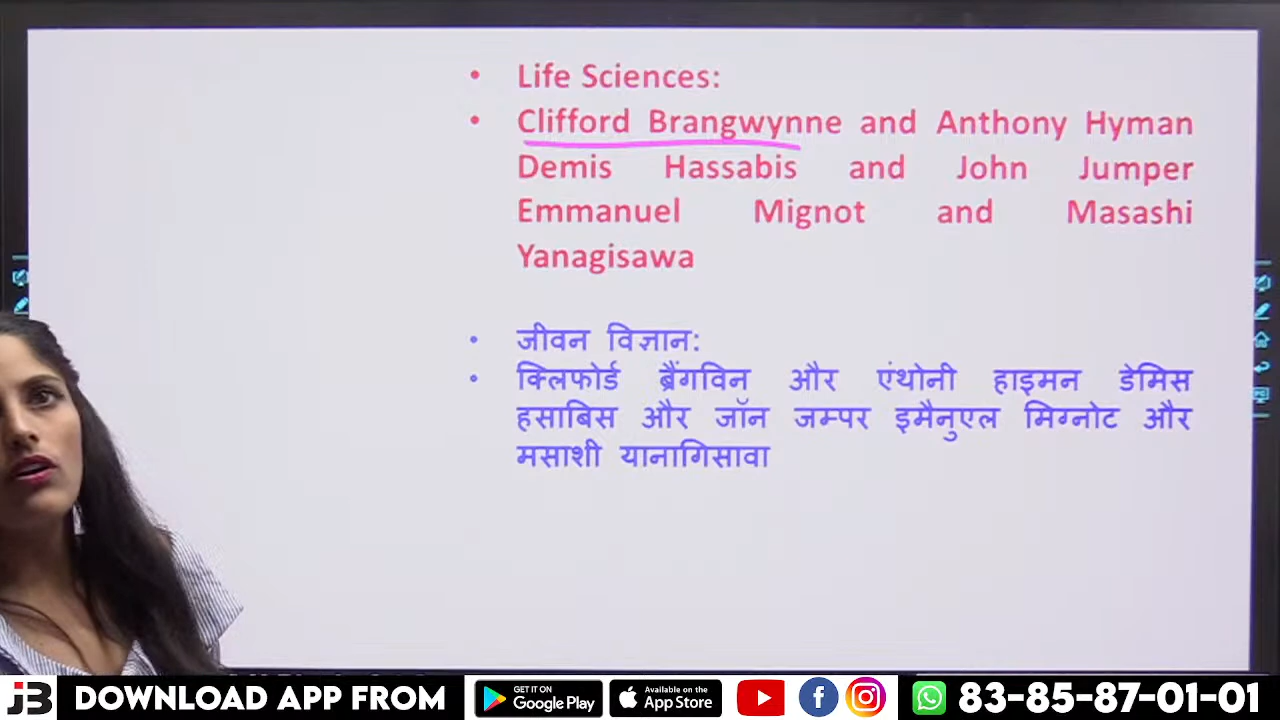 Life Sciences:
Clifford Brangwynne and Anthony Hyman
Demis Hassabis and John Jumper
Emmanuel Mignot and Masashi
Yanagisawa
जीवन विज्ञान:
क्लिफोर्ड ब्रैंगविन और एंथोनी हाइमन डेमिस
हसाबिस और जॉन जम्पर इमैनुएल मिग्नोट और
मसाशी यानागिसावा
JB DOWNLOAD APP FROM GET IT ON Google Play Available on the App Store 83-85-87-01-01